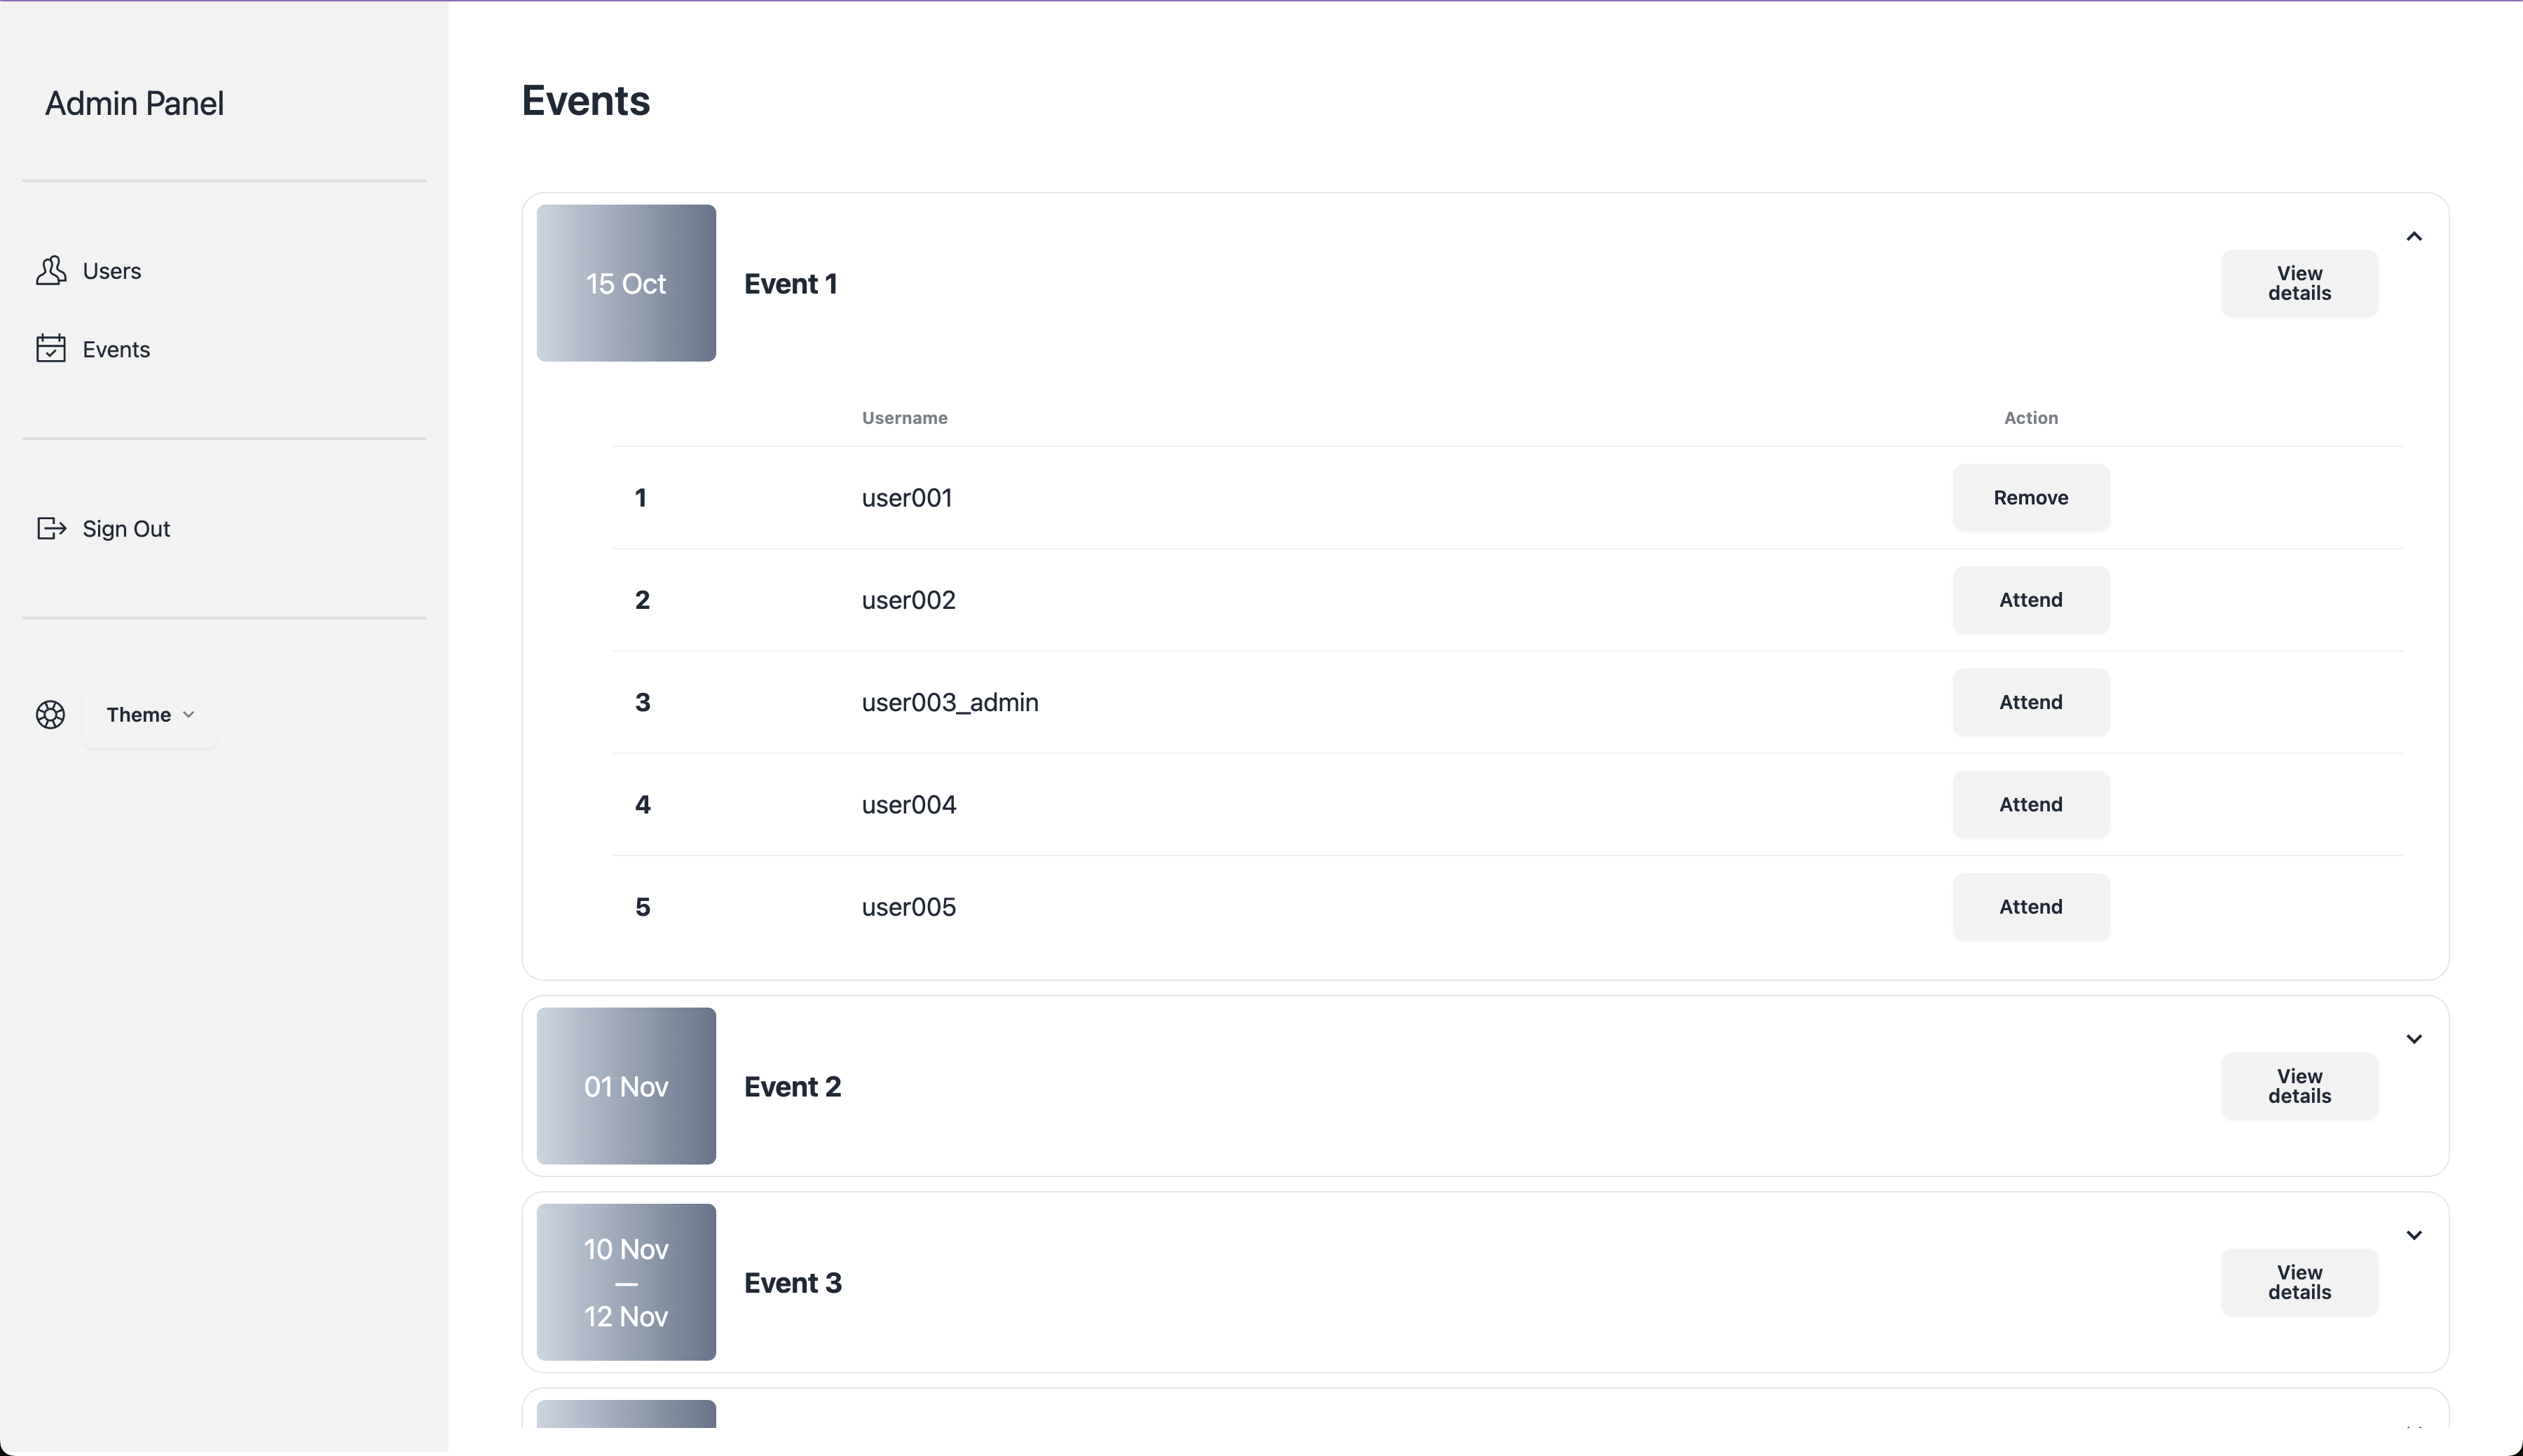 Admin Panel
Users
Events
Sign Out
Theme
Events
15 Oct
Event 1
View
details
Username Action
1 user001 Remove
2 user002 Attend
3 user003_admin Attend
4 user004 Attend
5 user005 Attend
01 Nov
Event 2
View
details
10 Nov
—
12 Nov
Event 3
View
details